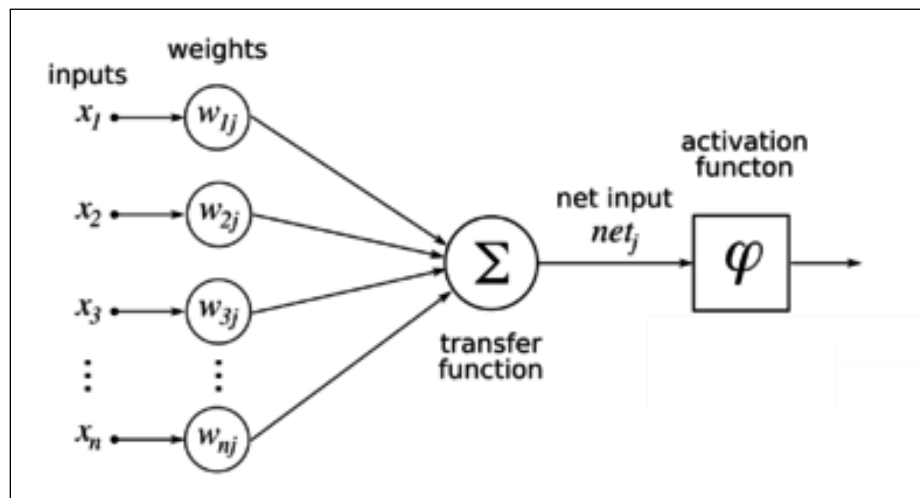 weights
inputs
x1 w1j
x2 w2j
x3 w3j
⋮ ⋮
xn wnj
Σ
transfer
function
net input
netj
activation
functon
φ